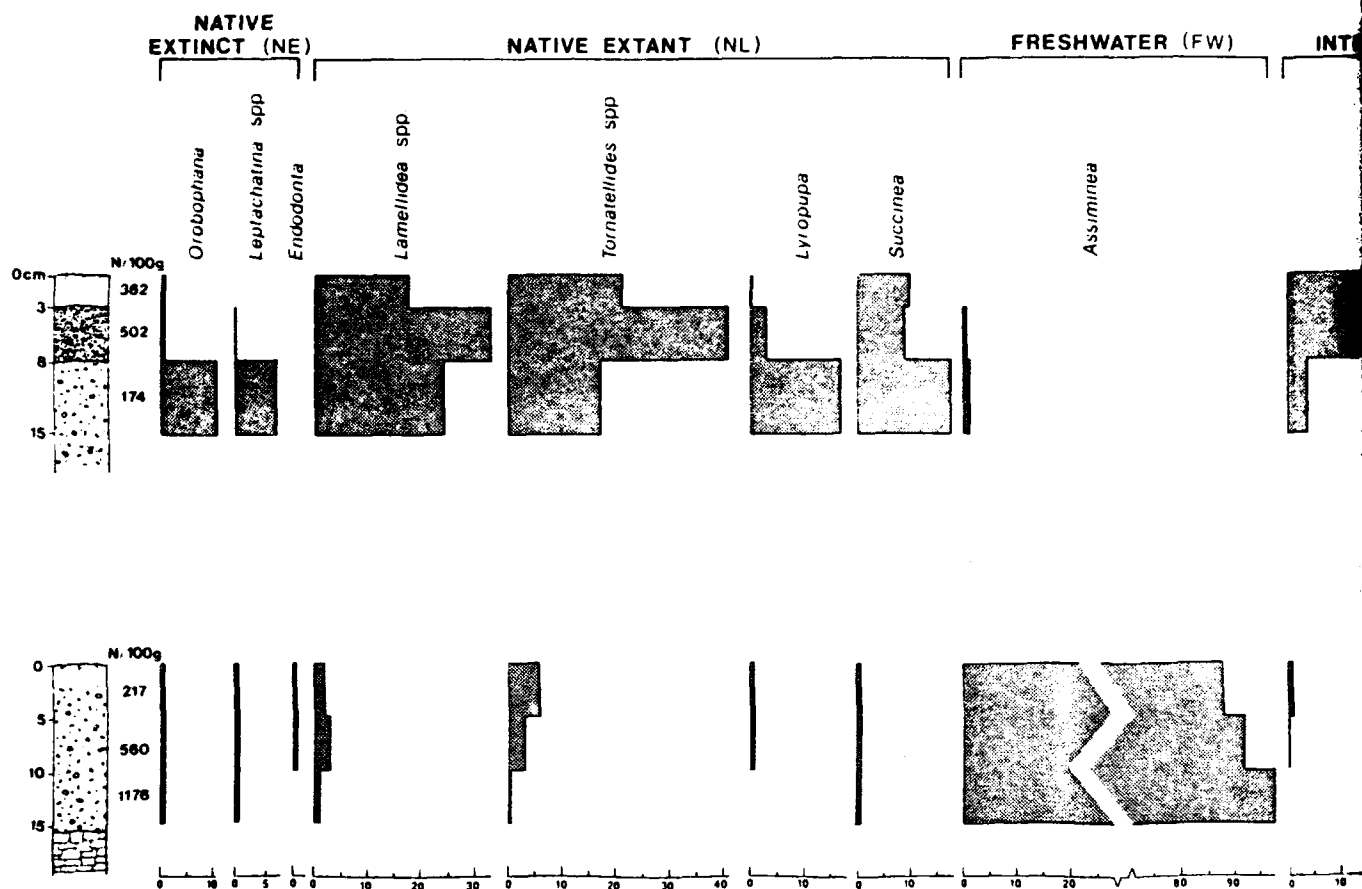 NATIVE
EXTINCT (NE)
NATIVE EXTANT (NL)
FRESHWATER (FW)
INT
Orobophana
Leptachatina spp
Endodonta
Lamellidea spp
Tornatellides spp
Lyropupa
Succinea
Assiminea
N/100g
0cm
362
3
502
8
174
15
N/100g
0
217
5
560
10
1176
15
0 10
0 5
0
0 10 20 30
0 10 20 30 40
0 10
0 10
0 10 20 80 90
0 10